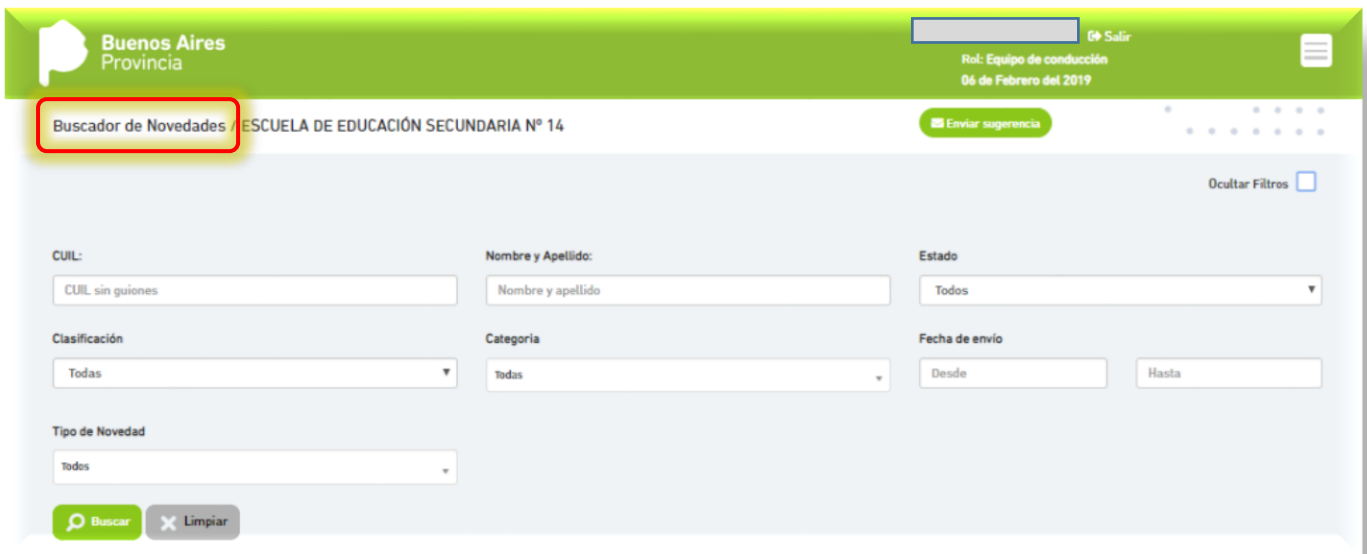 Buenos Aires
Provincia
Salir
Rol: Equipo de conducción
06 de Febrero del 2019
Buscador de Novedades / ESCUELA DE EDUCACIÓN SECUNDARIA Nº 14
Enviar sugerencia
Ocultar Filtros
CUIL:
Nombre y Apellido:
Estado
CUIL sin guiones
Nombre y apellido
Todos
Clasificación
Categoria
Fecha de envío
Todas
Todas
Desde
Hasta
Tipo de Novedad
Todos
Buscar
Limpiar